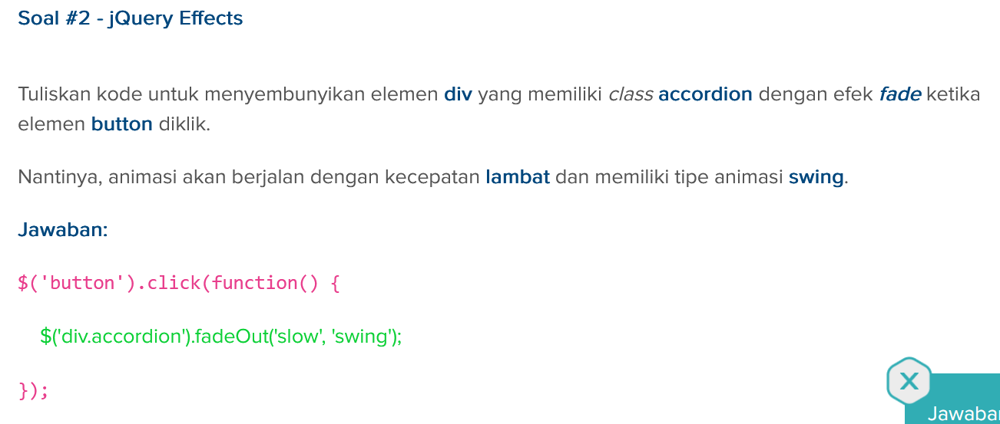 Soal #2 - jQuery Effects
Tuliskan kode untuk menyembunyikan elemen div yang memiliki class accordion dengan efek fade ketika
elemen button diklik.
Nantinya, animasi akan berjalan dengan kecepatan lambat dan memiliki tipe animasi swing.
Jawaban:
$('button').click(function() {
$('div.accordion').fadeOut('slow', 'swing');
});
X